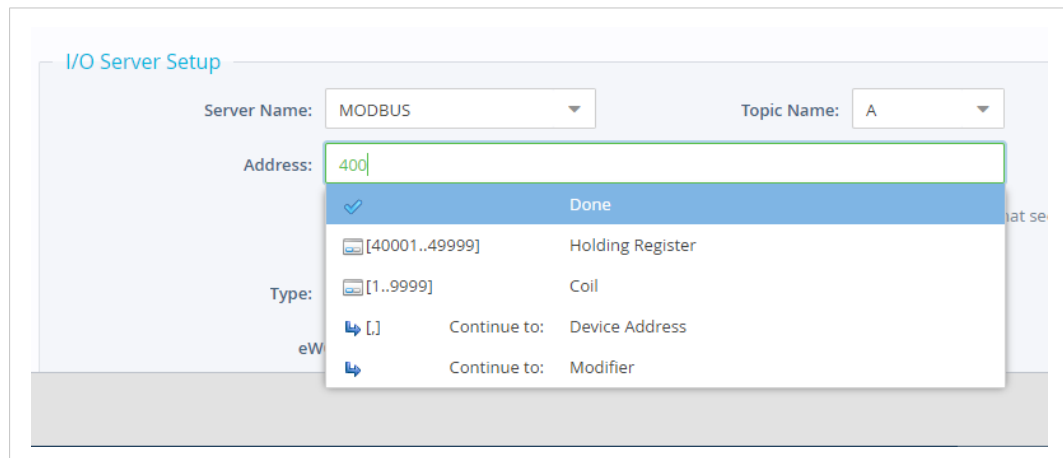 I/O Server Setup
Server Name: MODBUS Topic Name: A
Address: 400
Done
[40001..49999] Holding Register
[1..9999] Coil
Type:
[,] Continue to: Device Address
Continue to: Modifier